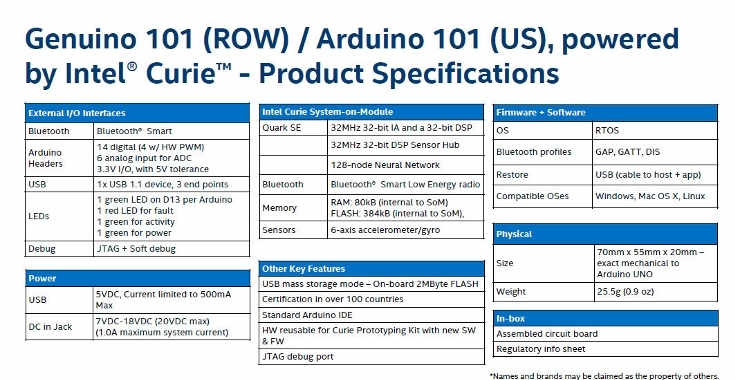 Genuino 101 (ROW) / Arduino 101 (US), powered
by Intel® Curie™ - Product Specifications
External I/O Interfaces
Bluetooth Bluetooth® Smart
Arduino Headers 14 digital (4 w/ HW PWM)
6 analog input for ADC
3.3V I/O, with 5V tolerance
USB 1x USB 1.1 device, 3 end points
LEDs 1 green LED on D13 per Arduino
1 red LED for fault
1 green for activity
1 green for power
Debug JTAG + Soft debug
Power
USB 5VDC, Current limited to 500mA
Max
DC in Jack 7VDC-18VDC (20VDC max)
(1.0A maximum system current)
Intel Curie System-on-Module
Quark SE 32MHz 32-bit IA and a 32-bit DSP
32MHz 32-bit DSP Sensor Hub
128-node Neural Network
Bluetooth Bluetooth® Smart Low Energy radio
Memory RAM: 80kB (internal to SoM)
FLASH: 384kB (internal to SoM),
Sensors 6-axis accelerometer/gyro
Other Key Features
USB mass storage mode – On-board 2MByte FLASH
Certification in over 100 countries
Standard Arduino IDE
HW reusable for Curie Prototyping Kit with new SW
& FW
JTAG debug port
Firmware + Software
OS RTOS
Bluetooth profiles GAP, GATT, DIS
Restore USB (cable to host + app)
Compatible OSes Windows, Mac OS X, Linux
Physical
Size 70mm x 55mm x 20mm –
exact mechanical to
Arduino UNO
Weight 25.5g (0.9 oz)
In-box
Assembled circuit board
Regulatory info sheet
*Names and brands may be claimed as the property of others.